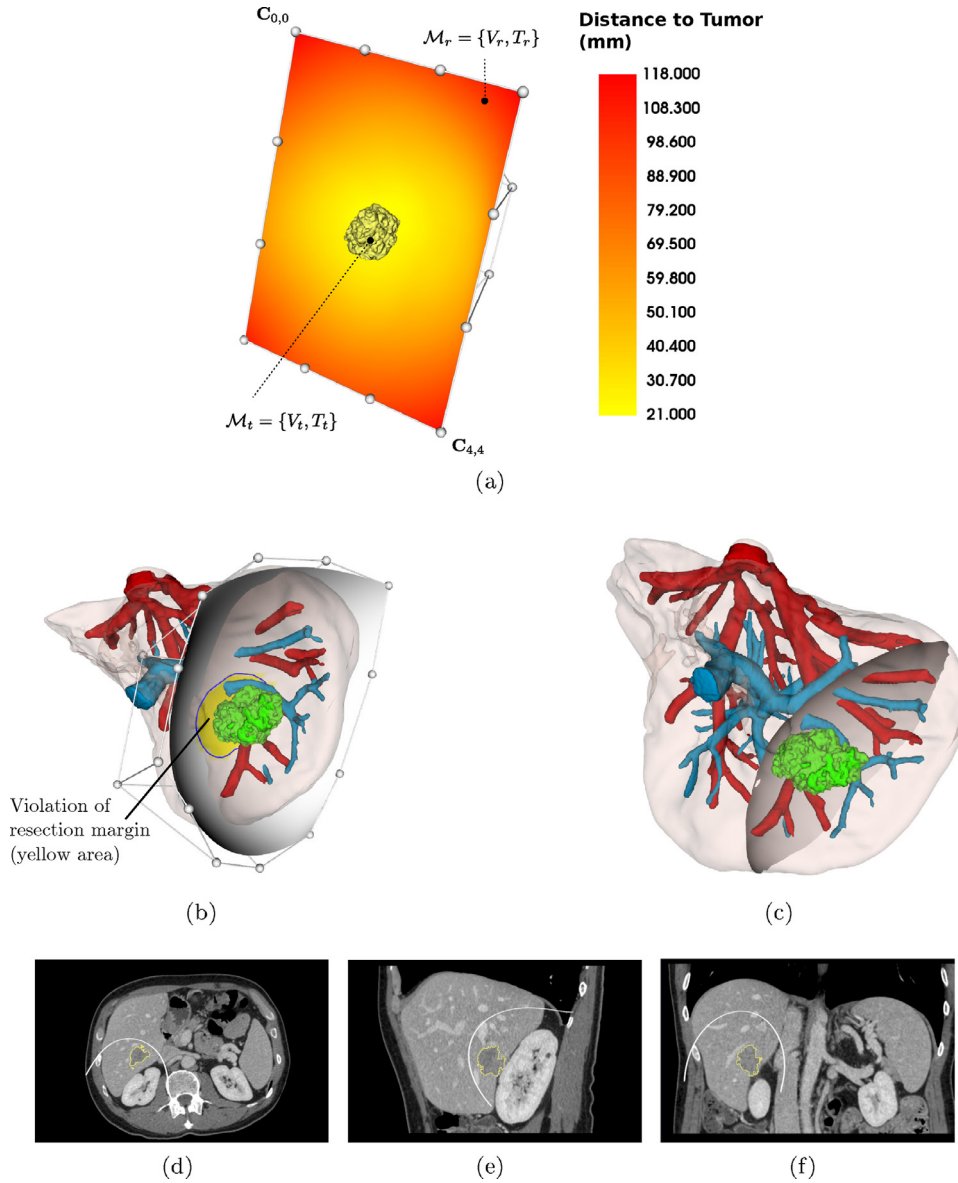 C0,0
Mr = {Vr, Tr}
Distance to Tumor
(mm)
118.000
108.300
98.600
88.900
79.200
69.500
59.800
50.100
40.400
30.700
21.000
Mt = {Vt, Tt}
C4,4
(a)
Violation of
resection margin
(yellow area)
(b)
(c)
(d)
(e)
(f)